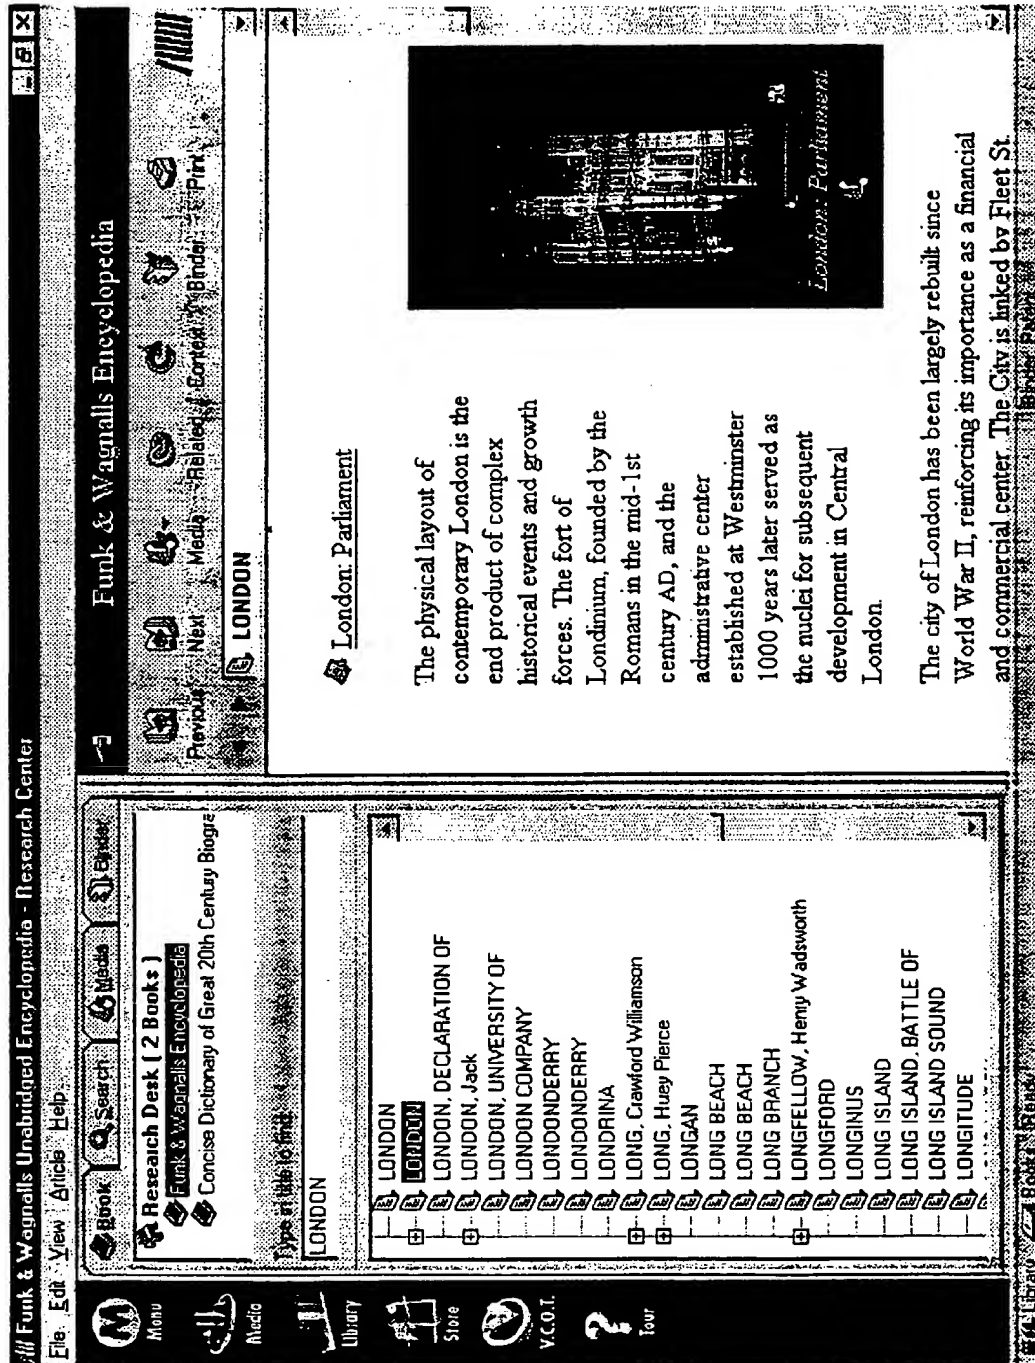 Funk & Wagnalls Unabridged Encyclopedia - Research Center
File Edit View Article Help
Menu
Media
Library
Store
V.C.O.T.
Tour
Book Search Media Binder
Research Desk [ 2 Books ]
Funk & Wagnalls Encyclopedia
Concise Dictionary of Great 20th Century Biogra
Type in title to find:
LONDON
LONDON
LONDON
LONDON, DECLARATION OF
LONDON, Jack
LONDON, UNIVERSITY OF
LONDON COMPANY
LONDONDERRY
LONDONDERRY
LONDRINA
LONG, Crawford Williamson
LONG, Huey Pierce
LONGAN
LONG BEACH
LONG BEACH
LONG BRANCH
LONGFELLOW, Henry Wadsworth
LONGFORD
LONGINUS
LONG ISLAND
LONG ISLAND, BATTLE OF
LONG ISLAND SOUND
LONGITUDE
Funk & Wagnalls Encyclopedia
Previous Next Media Related Context Binder Print
LONDON
London: Parliament
The physical layout of
contemporary London is the
end product of complex
historical events and growth
forces. The fort of
Londinium, founded by the
Romans in the mid-1st
century AD, and the
administrative center
established at Westminster
1000 years later served as
the nuclei for subsequent
development in Central
London.
London: Parliament
The city of London has been largely rebuilt since
World War II, reinforcing its importance as a financial
and commercial center. The City is linked by Fleet St.
Library